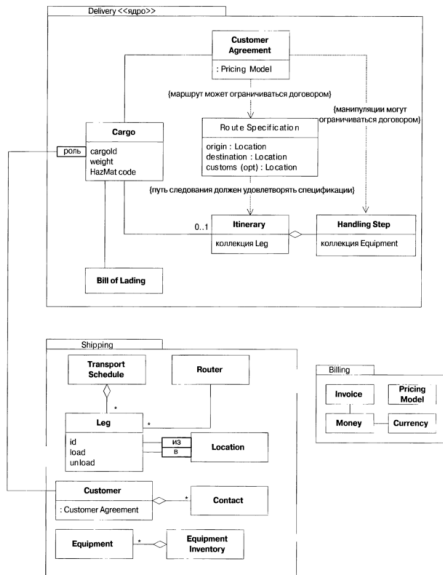 Delivery <<ядро>>
Customer
Agreement
: Pricing Model
(маршрут может ограничиваться договором)
(манипуляции могут
ограничиваться договором)
Cargo
роль
cargoId
weight
HazMat code
Route Specification
origin : Location
destination : Location
customs (opt) : Location
(путь следования должен удовлетворять спецификации)
0..1
Itinerary
коллекция Leg
Handling Step
коллекция Equipment
Bill of Lading
Shipping
Transport
Schedule
Router
*
*
Leg
id
load
unload
из
в
Location
Customer
: Customer Agreement
*
Contact
Equipment
*
Equipment
Inventory
Billing
Invoice
Pricing
Model
Money
Currency